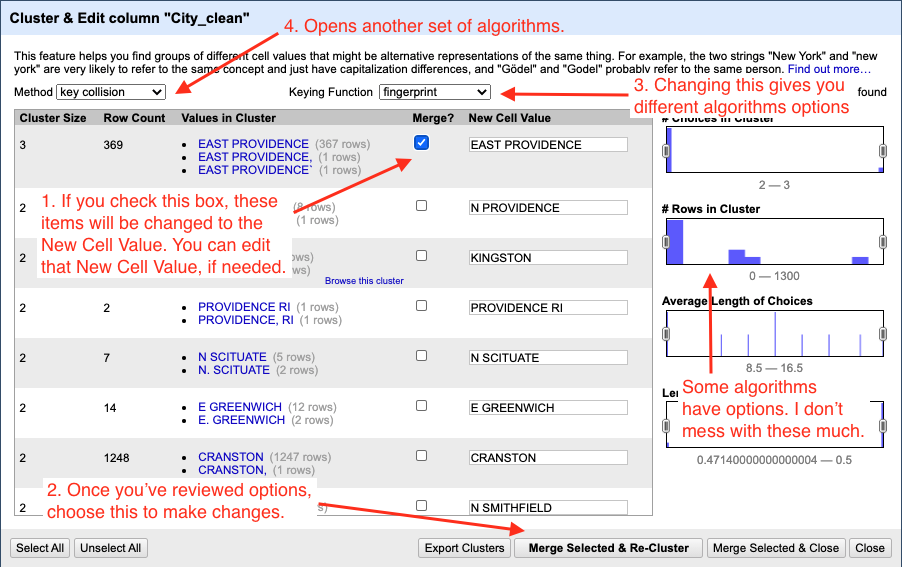 Cluster & Edit column "City_clean"
4. Opens another set of algorithms.
This feature helps you find groups of different cell values that might be alternative representations of the same thing. For example, the two strings "New York" and "new
york" are very likely to refer to the same concept and just have capitalization differences, and "Gödel" and "Godel" probably refer to the same person. Find out more…
Method key collision
Keying Function fingerprint
3. Changing this gives you
different algorithms options
found
Cluster Size Row Count Values in Cluster Merge? New Cell Value
3 369
EAST PROVIDENCE (367 rows)
EAST PROVIDENCE, (1 rows)
EAST PROVIDENCE` (1 rows)
EAST PROVIDENCE
1. If you check this box, these
items will be changed to the
New Cell Value. You can edit
that New Cell Value, if needed.
2
(8 rows)
(1 rows)
N PROVIDENCE
2
KINGSTON
Browse this cluster
2 2
PROVIDENCE RI (1 rows)
PROVIDENCE, RI (1 rows)
PROVIDENCE RI
2 7
N SCITUATE (5 rows)
N. SCITUATE (2 rows)
N SCITUATE
2 14
E GREENWICH (12 rows)
E. GREENWICH (2 rows)
E GREENWICH
2 1248
CRANSTON (1247 rows)
CRANSTON, (1 rows)
CRANSTON
2
N SMITHFIELD
2. Once you've reviewed options,
choose this to make changes.
# Choices in Cluster
2 — 3
# Rows in Cluster
0 — 1300
Average Length of Choices
8.5 — 16.5
Some algorithms
have options. I don't
mess with these much.
0.47140000000000004 — 0.5
Select All Unselect All Export Clusters Merge Selected & Re-Cluster Merge Selected & Close Close